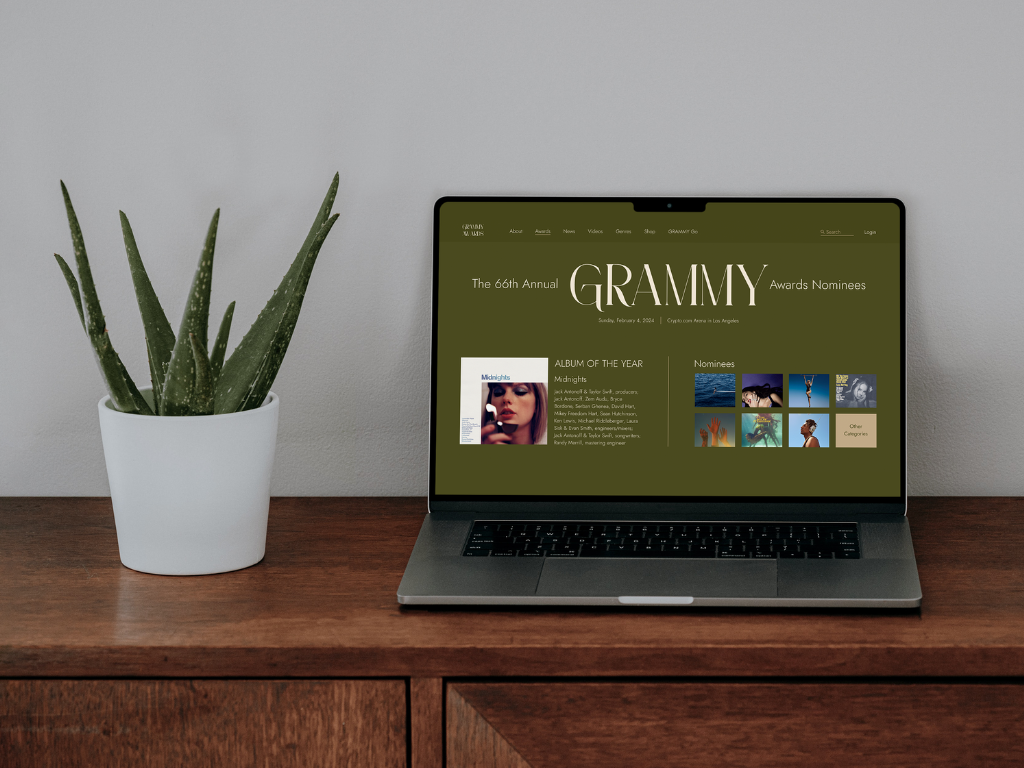 GRAMMY
AWARDS
About Awards News Videos Genres Shop GRAMMY Go
Search Login
The 66th Annual GRAMMY Awards Nominees
Sunday, February 4, 2024 | Crypto.com Arena in Los Angeles
Midnights
ALBUM OF THE YEAR
Midnights
Jack Antonoff & Taylor Swift, producers;
Jack Antonoff, Zem Audu,
Serban Ghenea, David Hart,
Mikey Freedom Hart, Sean Hutchinson,
Ken Lewis, Michael Riddleberger, Laura
Sisk & Evan Smith, engineers/mixers;
Jack Antonoff & Taylor Swift, songwriters;
Randy Merrill, mastering engineer
Nominees
Other
Categories